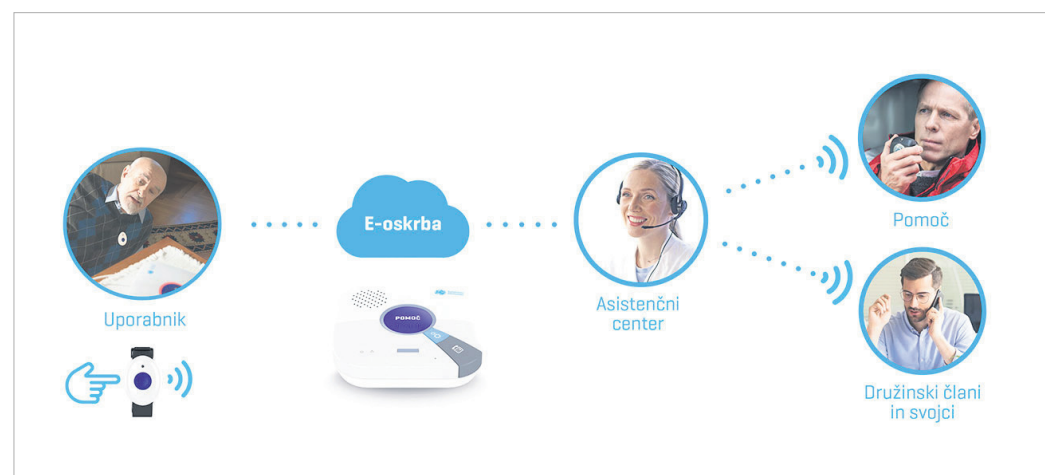 Uporabnik
E-oskrba
POMOČ
Asistenčni
center
Pomoč
Družinski člani
in svojci